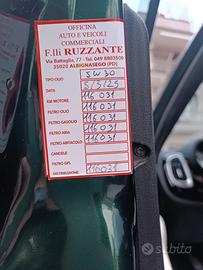 OFFICINA
AUTO E VEICOLI
COMMERCIALI
F.lli RUZZANTE
Via Battaglia, 77 - Tel. 049 8803506
35020 ALBIGNASEGO (PD)
TIPO OLIO 5W30
DATA 5/5/25
KM MOTORE 116031
FILTRO OLIO 116031
FILTRO GASOLIO 116031
FILTRO ARIA 116031
FILTRO ANTICAL. 116031
CANDELE
FILTRO GPL
DISTRIBUZIONE 116031
subito